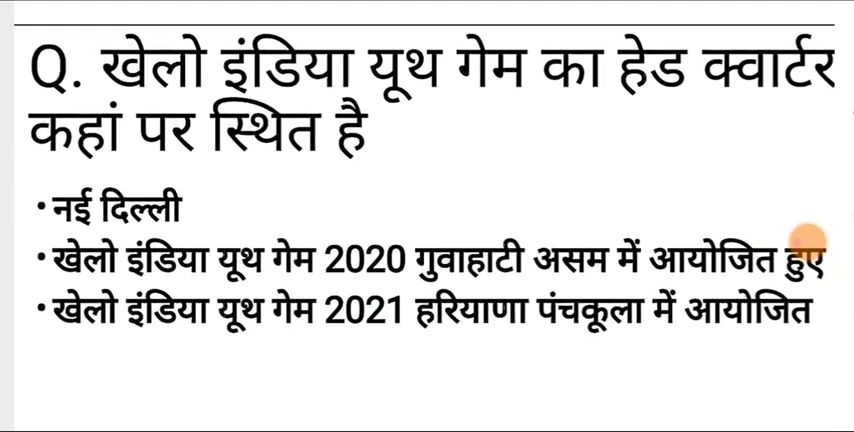 Q. खेलो इंडिया यूथ गेम का हेड क्वार्टर
कहां पर स्थित है
•नई दिल्ली
•खेलो इंडिया यूथ गेम 2020 गुवाहाटी असम में आयोजित हुए
•खेलो इंडिया यूथ गेम 2021 हरियाणा पंचकूला में आयोजित